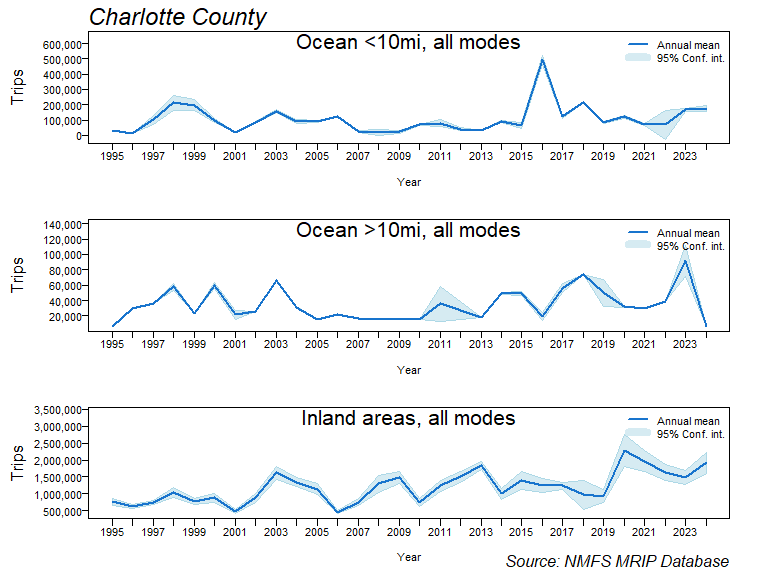 Charlotte County
Ocean <10mi, all modes
Annual mean
95% Conf. int.
Trips
600,000
500,000
400,000
300,000
200,000
100,000
0
1995 1997 1999 2001 2003 2005 2007 2009 2011 2013 2015 2017 2019 2021 2023
Year
Ocean >10mi, all modes
Annual mean
95% Conf. int.
Trips
140,000
120,000
100,000
80,000
60,000
40,000
20,000
1995 1997 1999 2001 2003 2005 2007 2009 2011 2013 2015 2017 2019 2021 2023
Year
Inland areas, all modes
Annual mean
95% Conf. int.
Trips
3,500,000
3,000,000
2,500,000
2,000,000
1,500,000
1,000,000
500,000
1995 1997 1999 2001 2003 2005 2007 2009 2011 2013 2015 2017 2019 2021 2023
Year
Source: NMFS MRIP Database